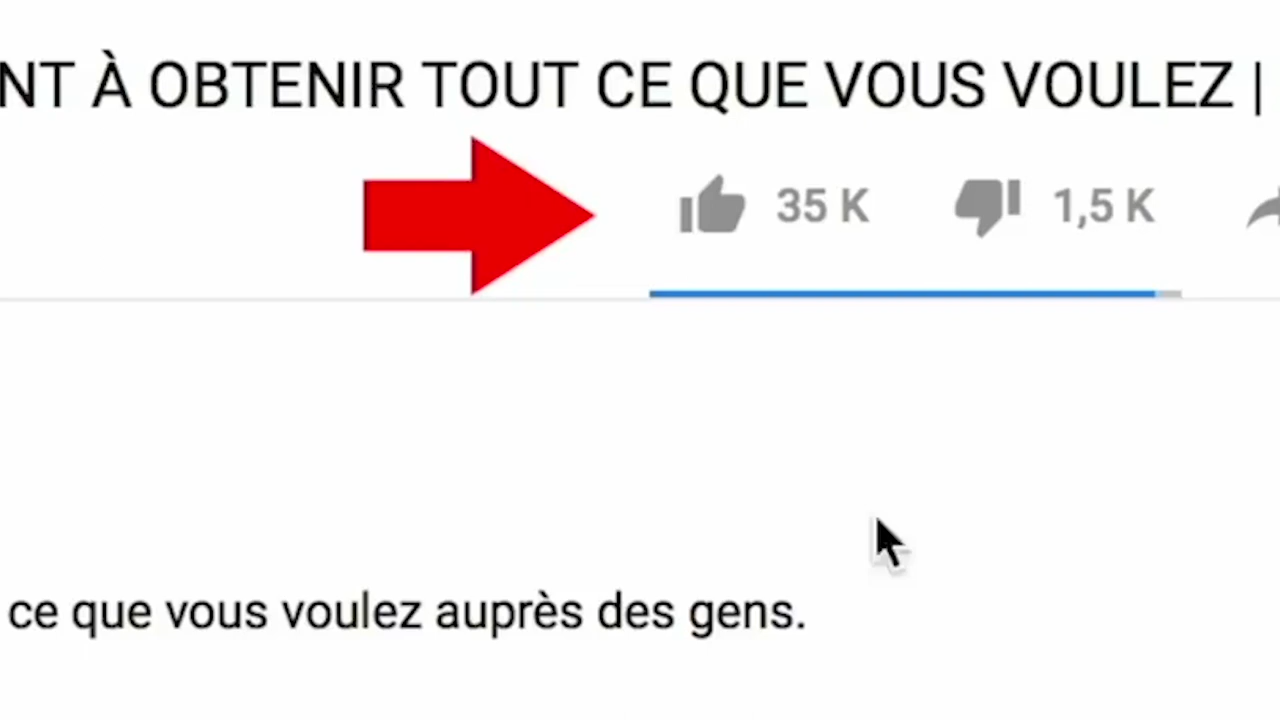 NT À OBTENIR TOUT CE QUE VOUS VOULEZ |
35 K 1,5 K
ce que vous voulez auprès des gens.